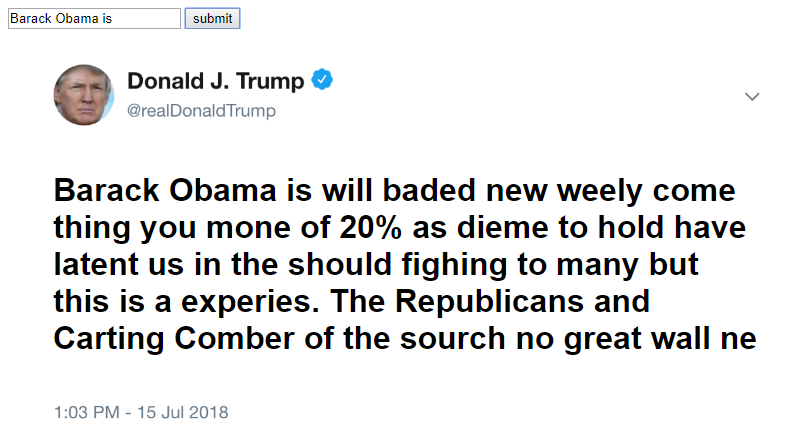 Barack Obama is submit
Donald J. Trump
@realDonaldTrump
Barack Obama is will baded new weely come
thing you mone of 20% as dieme to hold have
latent us in the should fighing to many but
this is a experies. The Republicans and
Carting Comber of the sourch no great wall ne
1:03 PM - 15 Jul 2018